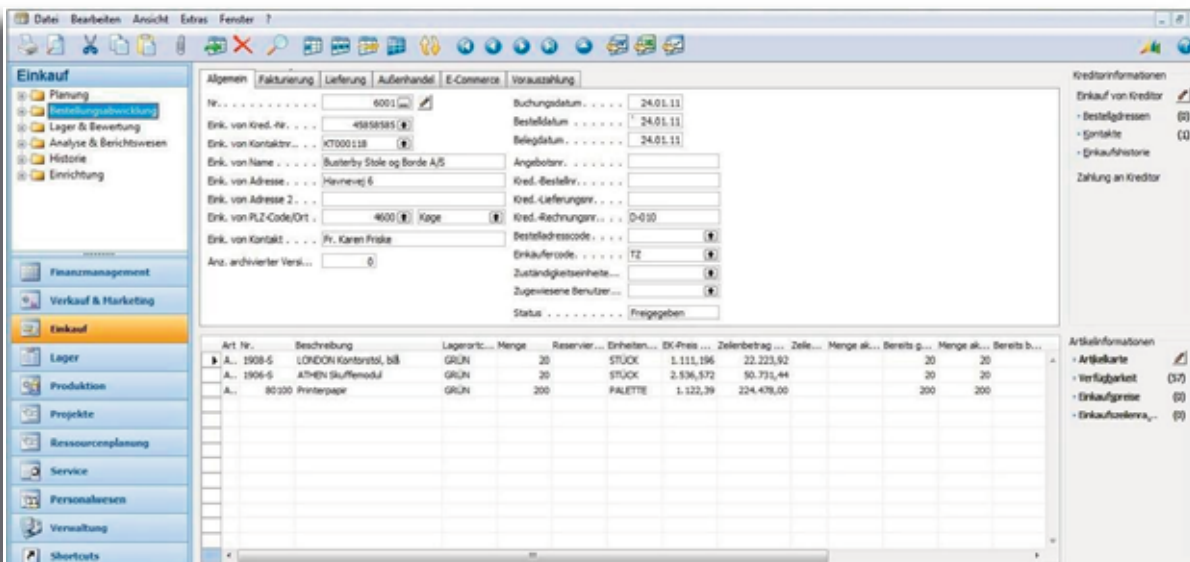 Datei Bearbeiten Ansicht Extras Fenster ?
Einkauf
Planung
Bestellungsabwicklung
Lager & Bewertung
Analyse & Berichtswesen
Historie
Einrichtung
Finanzmanagement
Verkauf & Marketing
Einkauf
Lager
Produktion
Projekte
Ressourcenplanung
Service
Personalwesen
Verwaltung
Shortcuts
Allgemein Fakturierung Lieferung Außenhandel E-Commerce Vorauszahlung
Nr. . . . . . . . . . . . 6001
Eink. von Kred.-Nr. . . . . 45858585
Eink. von Kontaktnr. . . . KT000118
Eink. von Name . . . . . Busterby Stole og Borde A/S
Eink. von Adresse . . . . Havnevej 6
Eink. von Adresse 2 . . . .
Eink. von PLZ-Code/Ort . 4600 Køge
Eink. von Kontakt . . . . Fr. Karen Friske
Anz. archivierter Versi... 0
Buchungsdatum . . . . . 24.01.11
Bestelldatum . . . . . . 24.01.11
Belegdatum . . . . . . . 24.01.11
Angebotsnr. . . . . . .
Kred.-Bestellnr. . . . . .
Kred.-Lieferungsnr. . . .
Kred.-Rechnungsnr. . . . D-010
Bestelladresscode . . . .
Einkäufercode. . . . . . TZ
Zuständigkeitseinheite...
Zugewiesene Benutzer...
Status . . . . . . . . . Freigegeben
Art Nr. Beschreibung Lagerortc... Menge Reservier... Einheiten... EK-Preis ... Zeilenbetrag ... Zeile... Menge ak... Bereits g... Menge ak... Bereits b...
A.. 1908-S LONDON Kontorstol, blå GRÜN 20 STÜCK 1.111,196 22.223,92 20 20
A.. 1906-S ATHEN Skuffemodul GRÜN 20 STÜCK 2.536,572 50.731,44 20 20
A.. 80100 Printerpapir GRÜN 200 PALETTE 1.122,39 224.478,00 200 200
Kreditorinformationen
Einkauf von Kreditor
Bestelladressen (0)
Kontakte (1)
Einkaufshistorie
Zahlung an Kreditor
Artikelinformationen
Artikelkarte
Verfügbarkeit (57)
Einkaufspreise (0)
Einkaufszeilenra,... (0)